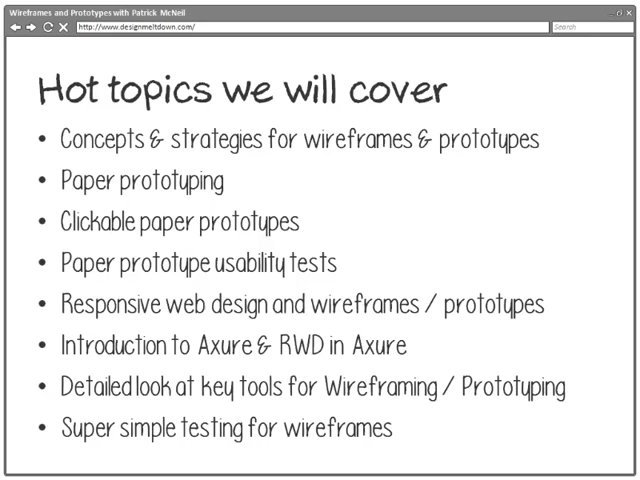 Wireframes and Prototypes with Patrick McNeil
http://www.designmeltdown.com/
Search
Hot topics we will cover
• Concepts & strategies for wireframes & prototypes
• Paper prototyping
• Clickable paper prototypes
• Paper prototype usability tests
• Responsive web design and wireframes / prototypes
• Introduction to Axure & RWD in Axure
• Detailed look at key tools for Wireframing / Prototyping
• Super simple testing for wireframes